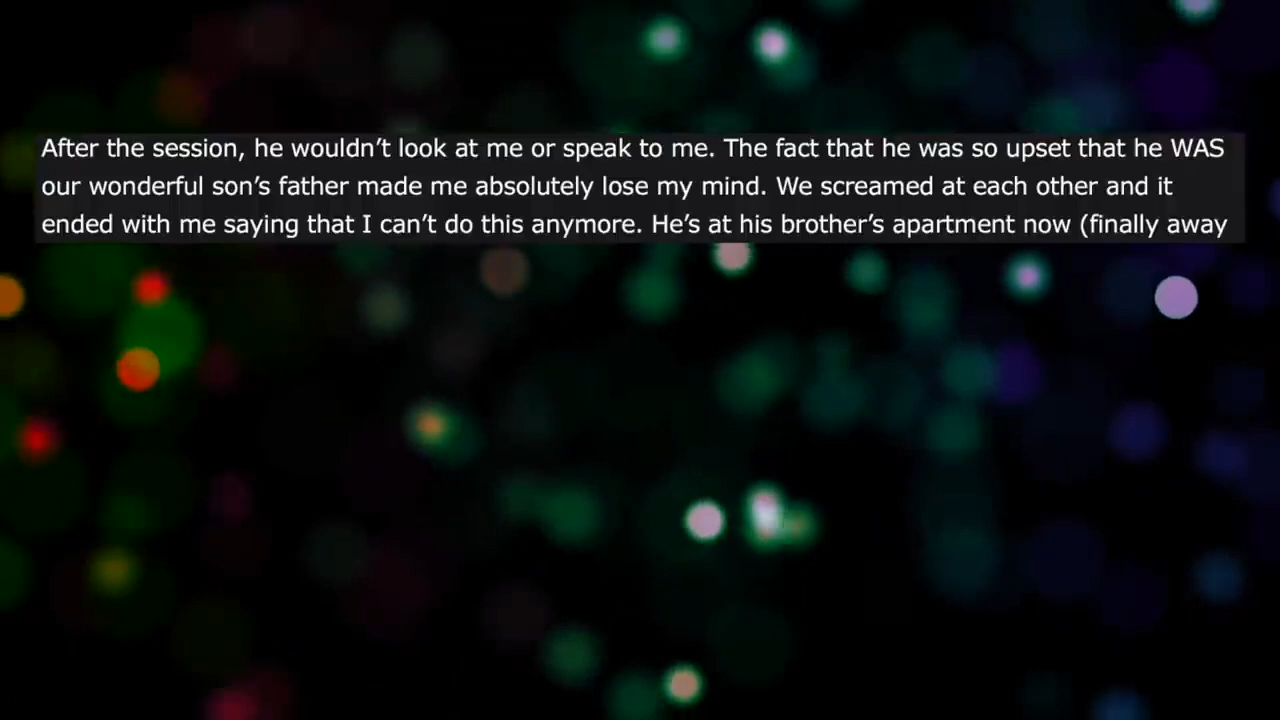 After the session, he wouldn’t look at me or speak to me. The fact that he was so upset that he WAS
our wonderful son’s father made me absolutely lose my mind. We screamed at each other and it
ended with me saying that I can’t do this anymore. He’s at his brother’s apartment now (finally away